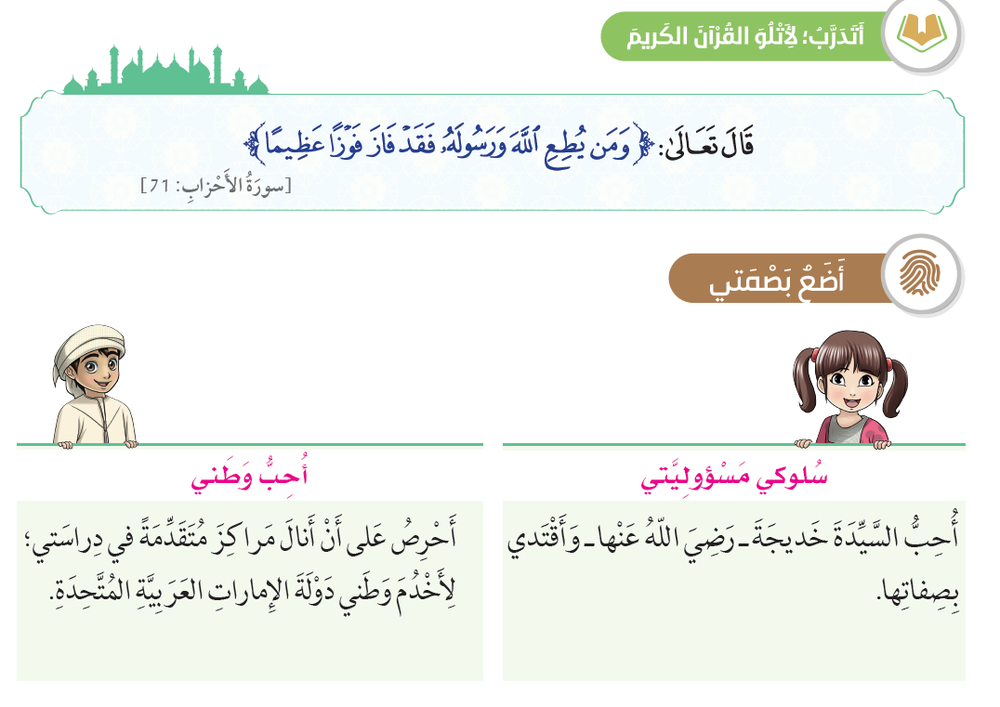 أَتَدَرَّبُ؛ لِأَتْلُوَ القُرْآنَ الكَريمَ
قَالَ تَعَالَىٰ: ﴿وَمَن يُطِعِ ٱللَّهَ وَرَسُولَهُۥ فَقَدۡ فَازَ فَوۡزًا عَظِيمًا﴾
[سورَةُ الأَحْزابِ: 71]
أَضَعُ بَصْمَتي
سُلوكي مَسْؤوليَّتي
أُحِبُّ السَّيِّدَةَ خَديجَةَ ـ رَضِيَ اللّهُ عَنْها ـ وَأَقْتَدي
بِصِفاتِها.
أُحِبُّ وَطَني
أَحْرِصُ عَلى أَنْ أَنالَ مَراكِزَ مُتَقَدِّمَةً في دِراسَتي؛
لِأَخْدُمَ وَطَني دَوْلَةَ الإِماراتِ العَرَبِيَّةِ المُتَّحِدَةِ.